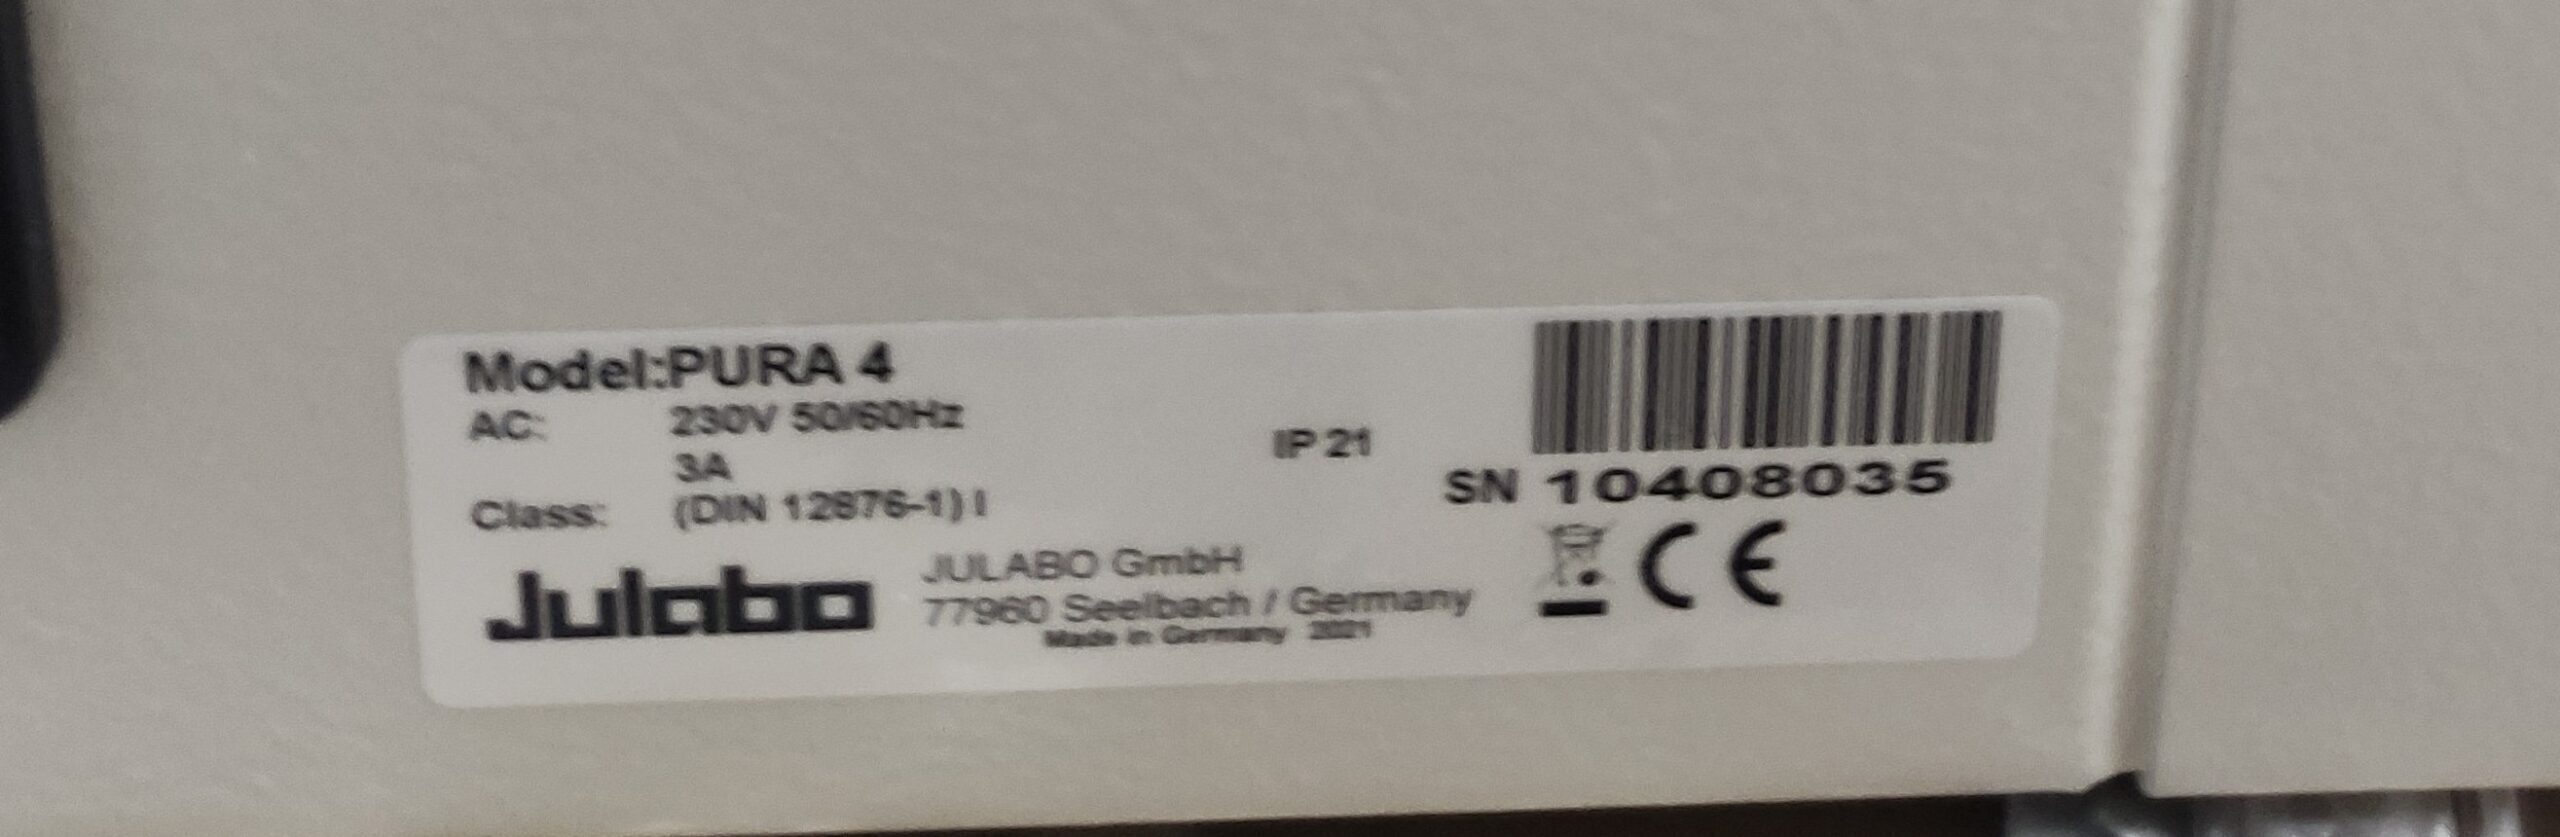 Model:PURA 4
AC: 230V 50/60Hz
3A
Class: (DIN 12876-1) I
IP 21
SN 10408035
Julabo
JULABO GmbH
77960 Seelbach / Germany
Made in Germany 2021
CE